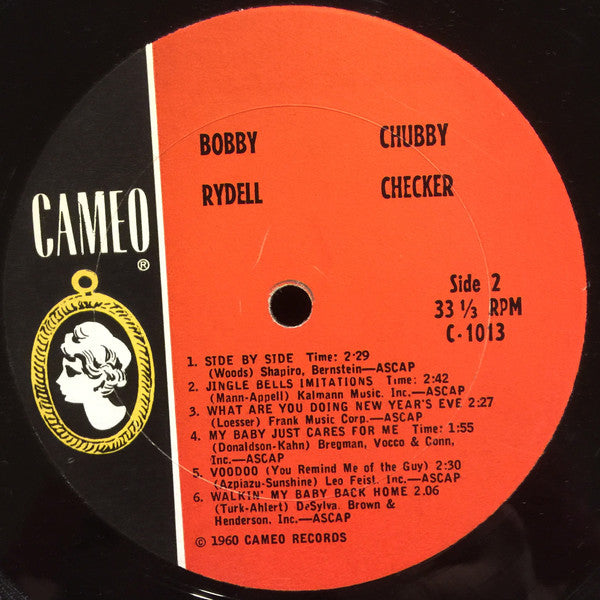 BOBBY CHUBBY
RYDELL CHECKER
CAMEO
®
Side 2
33 ⅓ RPM
C-1013
1. SIDE BY SIDE Time: 2:29
(Woods) Shapiro, Bernstein—ASCAP
2. JINGLE BELLS IMITATIONS Time: 2:42
(Mann-Appell) Kalmann Music. Inc.—ASCAP
3. WHAT ARE YOU DOING NEW YEAR'S EVE 2:27
(Loesser) Frank Music Corp.—ASCAP
4. MY BABY JUST CARES FOR ME Time: 1:55
(Donaldson-Kahn) Bregman, Vocco & Conn,
Inc.—ASCAP
5. VOODOO (You Remind Me of the Guy) 2:30
(Azpiazu-Sunshine) Leo Feist. Inc.—ASCAP
6. WALKIN' MY BABY BACK HOME 2.06
(Turk-Ahlert) DeSylva. Brown &
Henderson. Inc.—ASCAP
© 1960 CAMEO RECORDS